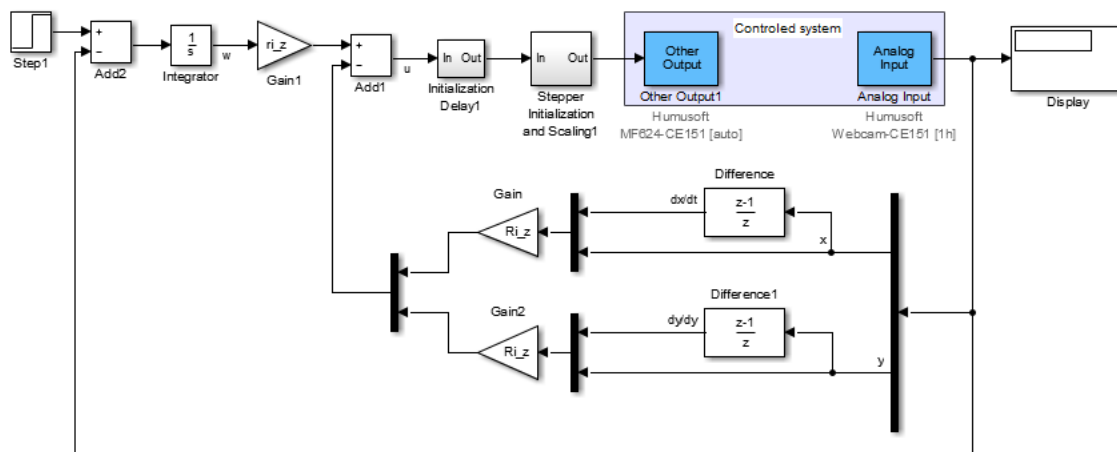 Step1
+
−
Add2
1
s
Integrator
w
ri_z
Gain1
+
−
Add1
u
In Out
Initialization
Delay1
In Out
Stepper
Initialization
and Scaling1
Controled system
Other
Output
Other Output1
Humusoft
MF624-CE151 [auto]
Analog
Input
Analog Input
Humusoft
Webcam-CE151 [1h]
Display
Gain
Ri_z
dx/dt
Difference
z-1
z
x
Gain2
Ri_z
dy/dy
Difference1
z-1
z
y